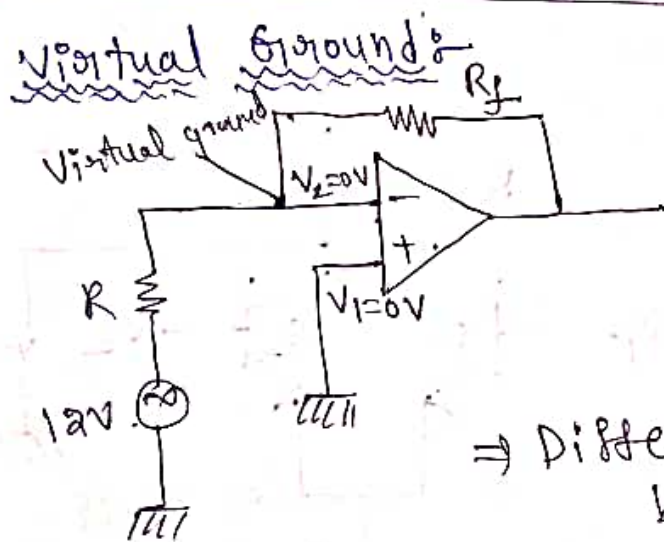 Virtual Ground:
Rf
Virtual ground
V2=0V
-
+
R
V1=0V
12V
⇒ Diffe